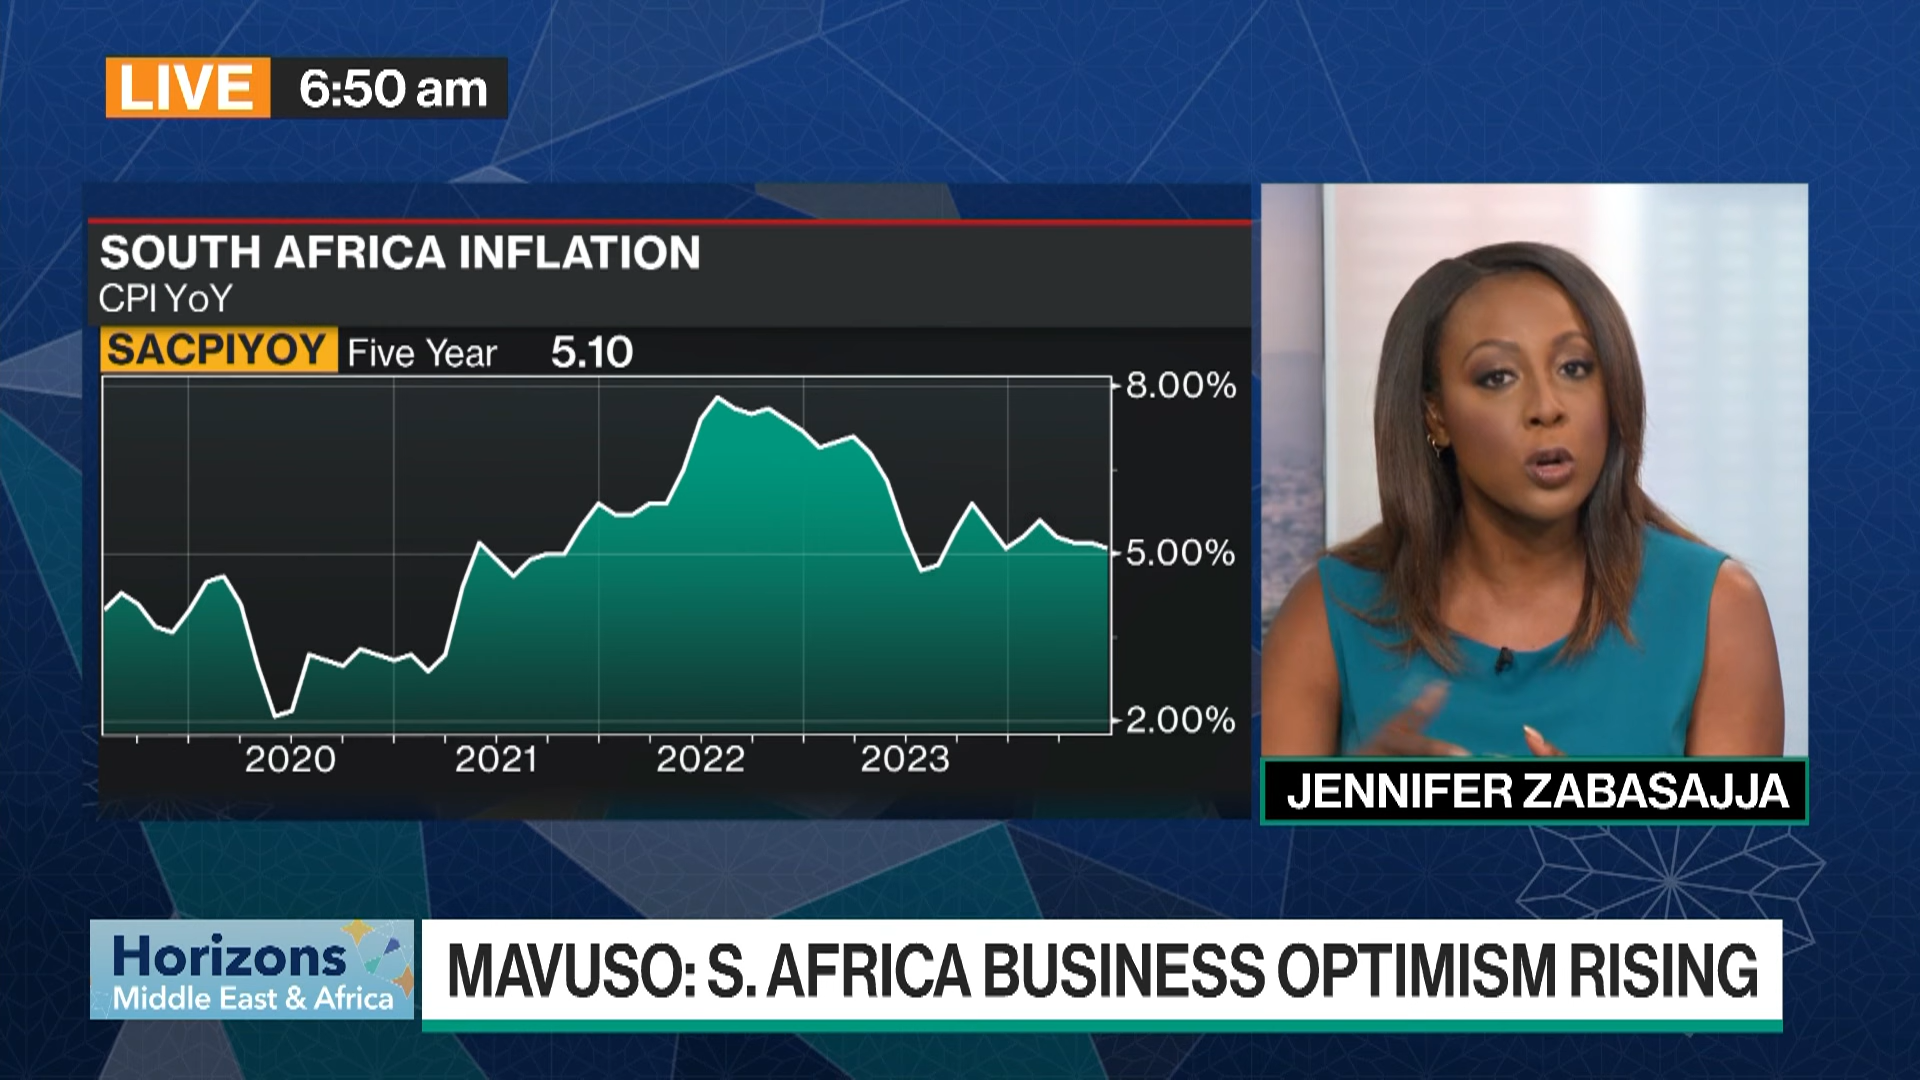 LIVE 6:50 am
SOUTH AFRICA INFLATION
CPI YoY
SACPIYOY Five Year 5.10
8.00%
5.00%
2.00%
2020 2021 2022 2023
JENNIFER ZABASAJJA
Horizons
Middle East & Africa
MAVUSO: S. AFRICA BUSINESS OPTIMISM RISING